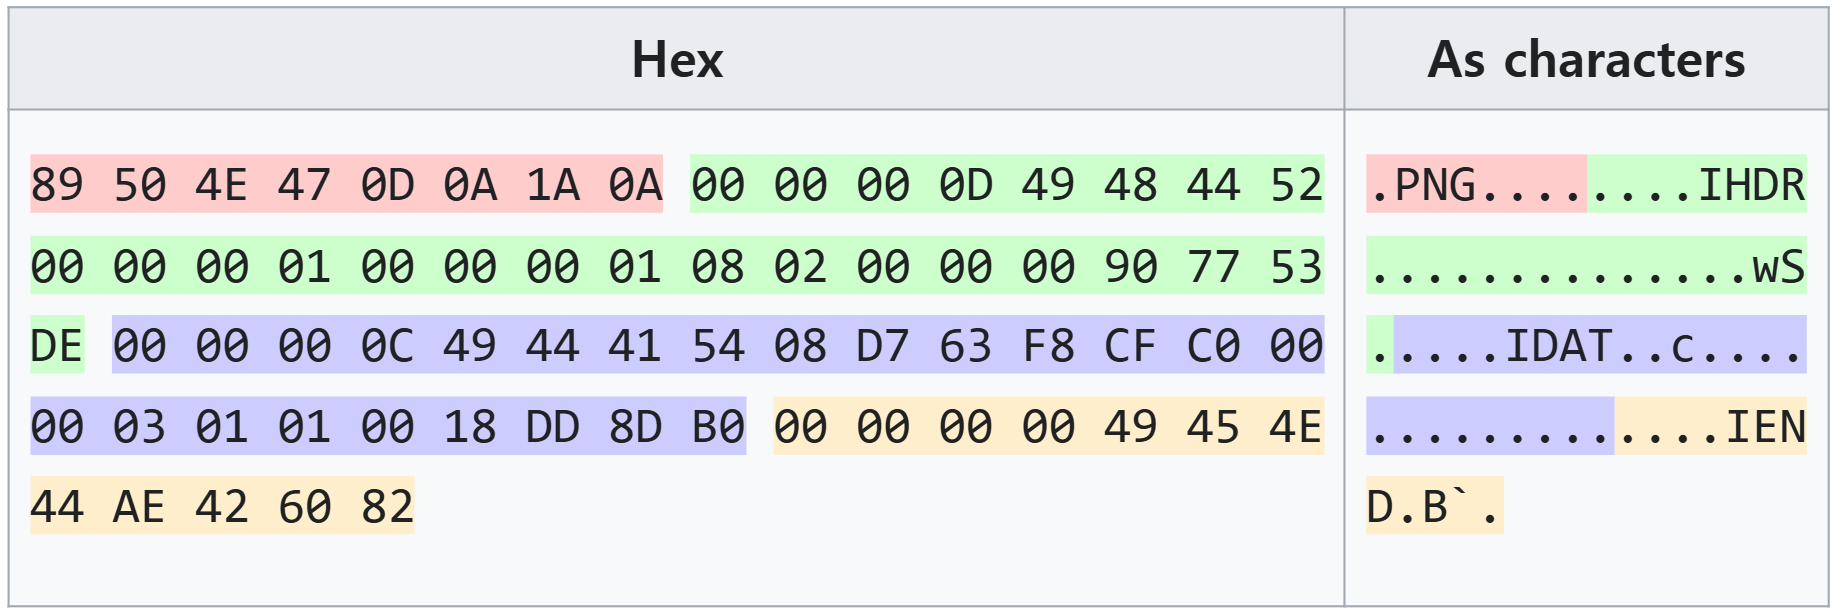 Hex As characters
89 50 4E 47 0D 0A 1A 0A 00 00 00 0D 49 48 44 52 .PNG........IHDR
00 00 00 01 00 00 00 01 08 02 00 00 00 90 77 53 ..............wS
DE 00 00 00 0C 49 44 41 54 08 D7 63 F8 CF C0 00 .....IDAT..c....
00 03 01 01 00 18 DD 8D B0 00 00 00 00 49 45 4E .............IEN
44 AE 42 60 82 D.B`.